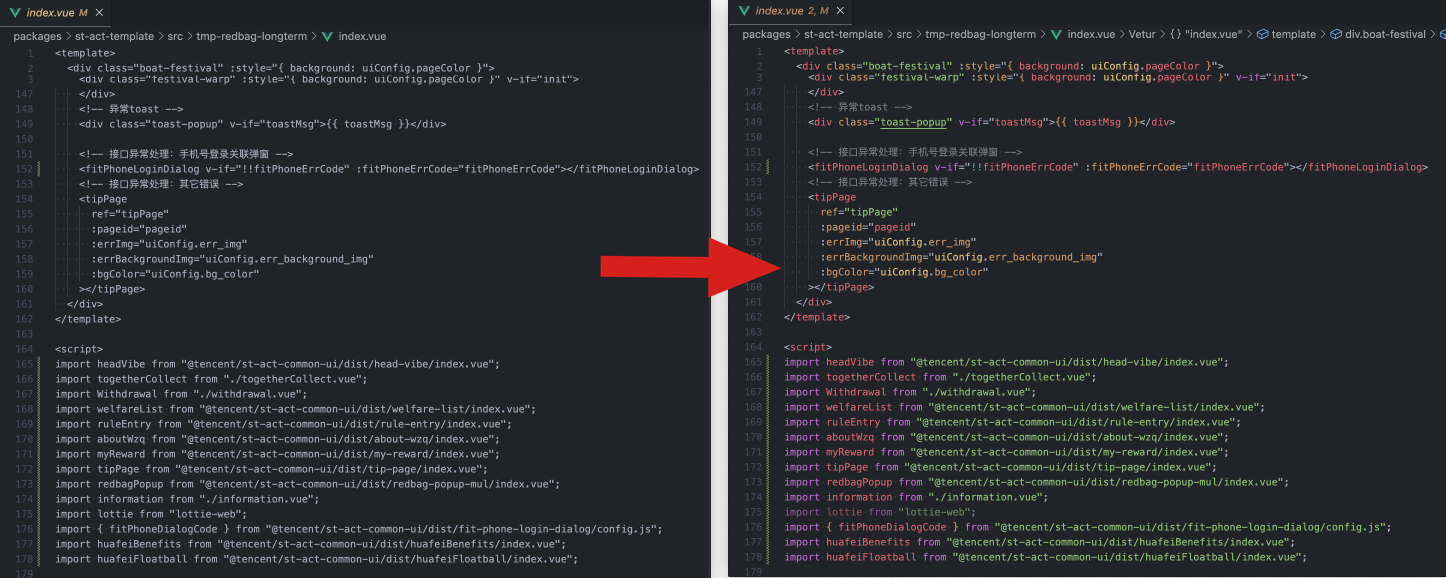 index.vue M ×
packages > st-act-template > src > tmp-redbag-longterm > index.vue
1 <template>
2 <div class="boat-festival" :style="{ background: uiConfig.pageColor }">
3 <div class="festival-warp" :style="{ background: uiConfig.pageColor }" v-if="init">
147 </div>
148 <!-- 异常toast -->
149 <div class="toast-popup" v-if="toastMsg">{{ toastMsg }}</div>
150
151 <!-- 接口异常处理：手机号登录关联弹窗 -->
152 <fitPhoneLoginDialog v-if="!!fitPhoneErrCode" :fitPhoneErrCode="fitPhoneErrCode"></fitPhoneLoginDialog>
153 <!-- 接口异常处理：其它错误 -->
154 <tipPage
155 ref="tipPage"
156 :pageid="pageid"
157 :errImg="uiConfig.err_img"
158 :errBackgroundImg="uiConfig.err_background_img"
159 :bgColor="uiConfig.bg_color"
160 ></tipPage>
161 </div>
162 </template>
163
164 <script>
165 import headVibe from "@tencent/st-act-common-ui/dist/head-vibe/index.vue";
166 import togetherCollect from "./togetherCollect.vue";
167 import Withdrawal from "./withdrawal.vue";
168 import welfareList from "@tencent/st-act-common-ui/dist/welfare-list/index.vue";
169 import ruleEntry from "@tencent/st-act-common-ui/dist/rule-entry/index.vue";
170 import aboutWzq from "@tencent/st-act-common-ui/dist/about-wzq/index.vue";
171 import myReward from "@tencent/st-act-common-ui/dist/my-reward/index.vue";
172 import tipPage from "@tencent/st-act-common-ui/dist/tip-page/index.vue";
173 import redbagPopup from "@tencent/st-act-common-ui/dist/redbag-popup-mul/index.vue";
174 import information from "./information.vue";
175 import lottie from "lottie-web";
176 import { fitPhoneDialogCode } from "@tencent/st-act-common-ui/dist/fit-phone-login-dialog/config.js";
177 import huafeiBenefits from "@tencent/st-act-common-ui/dist/huafeiBenefits/index.vue";
178 import huafeiFloatball from "@tencent/st-act-common-ui/dist/huafeiFloatball/index.vue";
179
index.vue 2, M ×
packages > st-act-template > src > tmp-redbag-longterm > index.vue > Vetur > {} "index.vue" > template > div.boat-festival >
1 <template>
2 <div class="boat-festival" :style="{ background: uiConfig.pageColor }">
3 <div class="festival-warp" :style="{ background: uiConfig.pageColor }" v-if="init">
147 </div>
148 <!-- 异常toast -->
149 <div class="toast-popup" v-if="toastMsg">{{ toastMsg }}</div>
150
151 <!-- 接口异常处理：手机号登录关联弹窗 -->
152 <fitPhoneLoginDialog v-if="!!fitPhoneErrCode" :fitPhoneErrCode="fitPhoneErrCode"></fitPhoneLoginDialog>
153 <!-- 接口异常处理：其它错误 -->
154 <tipPage
155 ref="tipPage"
156 :pageid="pageid"
157 :errImg="uiConfig.err_img"
:errBackgroundImg="uiConfig.err_background_img"
:bgColor="uiConfig.bg_color"
160 ></tipPage>
161 </div>
162 </template>
163
164 <script>
165 import headVibe from "@tencent/st-act-common-ui/dist/head-vibe/index.vue";
166 import togetherCollect from "./togetherCollect.vue";
167 import Withdrawal from "./withdrawal.vue";
168 import welfareList from "@tencent/st-act-common-ui/dist/welfare-list/index.vue";
169 import ruleEntry from "@tencent/st-act-common-ui/dist/rule-entry/index.vue";
170 import aboutWzq from "@tencent/st-act-common-ui/dist/about-wzq/index.vue";
171 import myReward from "@tencent/st-act-common-ui/dist/my-reward/index.vue";
172 import tipPage from "@tencent/st-act-common-ui/dist/tip-page/index.vue";
173 import redbagPopup from "@tencent/st-act-common-ui/dist/redbag-popup-mul/index.vue";
174 import information from "./information.vue";
175 import lottie from "lottie-web";
176 import { fitPhoneDialogCode } from "@tencent/st-act-common-ui/dist/fit-phone-login-dialog/config.js";
177 import huafeiBenefits from "@tencent/st-act-common-ui/dist/huafeiBenefits/index.vue";
178 import huafeiFloatball from "@tencent/st-act-common-ui/dist/huafeiFloatball/index.vue";
179